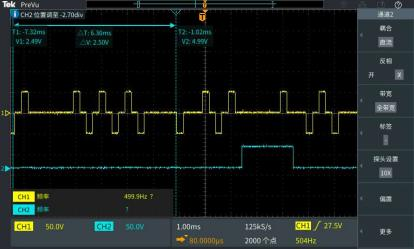 Tek PreVu
CH2 位置调至 -2.70div
T1: -7.32ms
V1: 2.49V
△T: 6.30ms
△V: 2.50V
T2: -1.02ms
V2: 4.99V
通道2
耦合
直流
反相
开 关
带宽
全带宽
标签
探头设置
10X
偏置
更多
CH1 频率 499.9Hz ?
CH2 频率 ?
CH1 50.0V
CH2 50.0V
1.00ms
80.0000μs
125kS/s
2000 个点
CH1 / 27.5V
504Hz